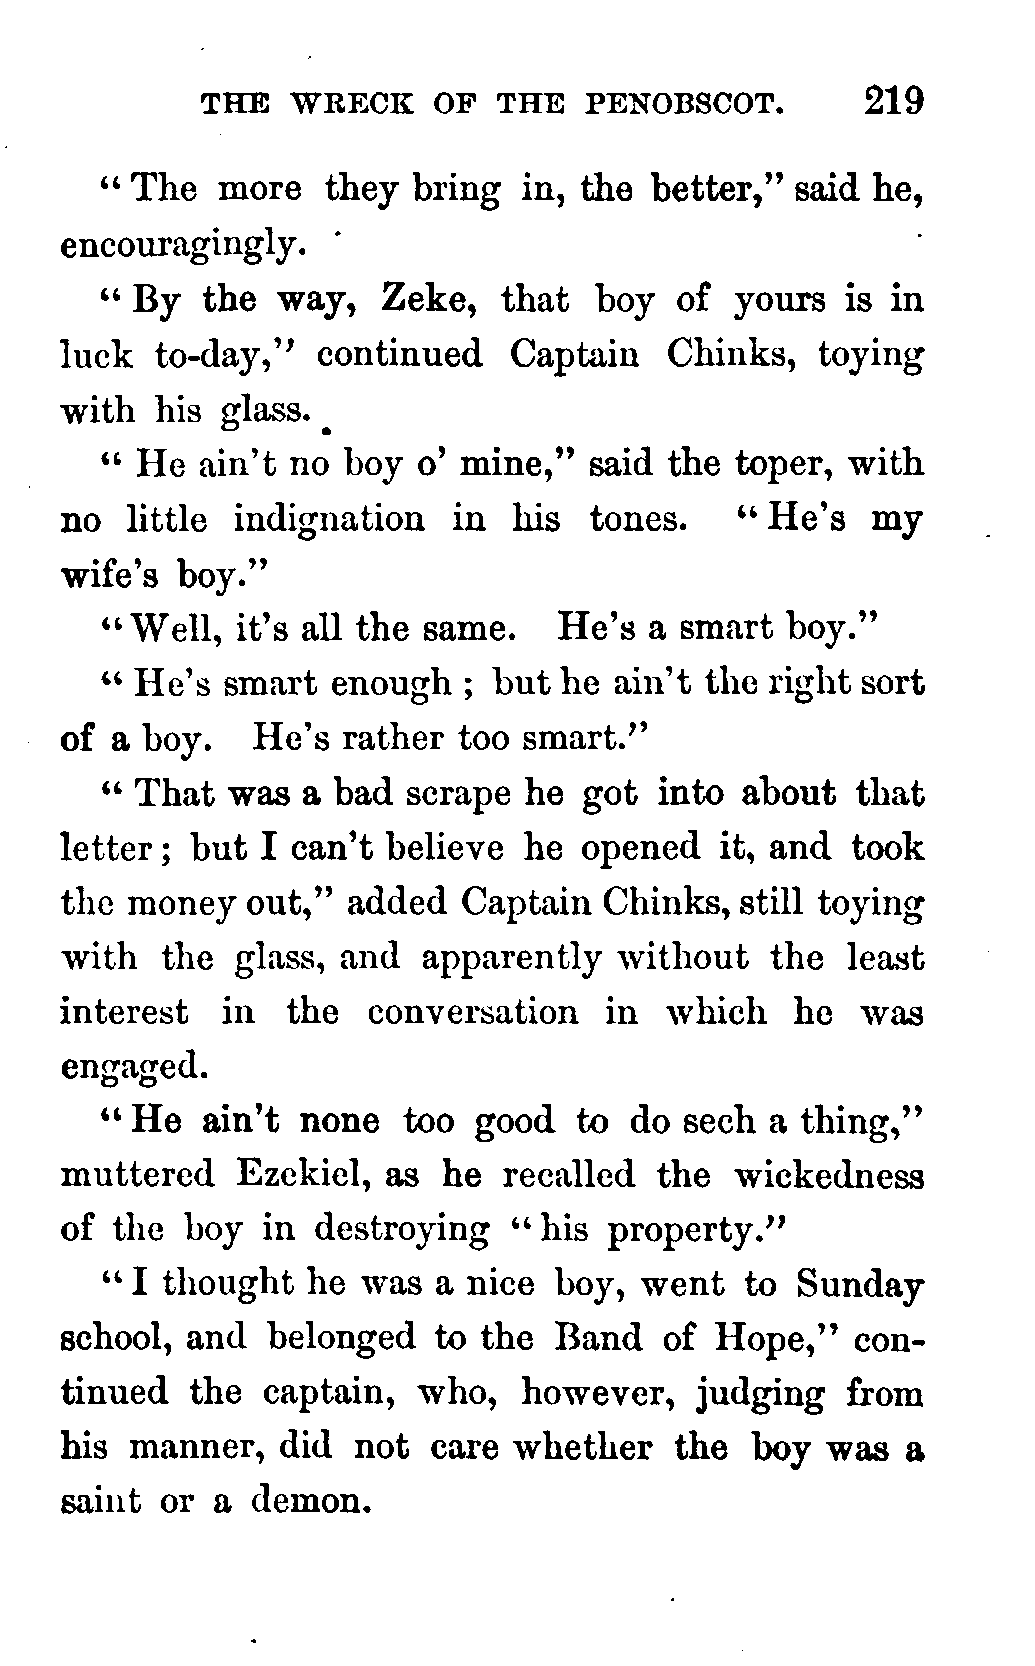 THE WRECK OF THE PENOBSCOT. 219
"The more they bring in, the better," said he,
encouragingly.
"By the way, Zeke, that boy of yours is in
luck to-day," continued Captain Chinks, toying
with his glass.
"He ain't no boy o' mine," said the toper, with
no little indignation in his tones. "He's my
wife's boy."
"Well, it's all the same. He's a smart boy."
"He's smart enough; but he ain't the right sort
of a boy. He's rather too smart."
"That was a bad scrape he got into about that
letter; but I can't believe he opened it, and took
the money out," added Captain Chinks, still toying
with the glass, and apparently without the least
interest in the conversation in which he was
engaged.
"He ain't none too good to do sech a thing,"
muttered Ezekiel, as he recalled the wickedness
of the boy in destroying "his property."
"I thought he was a nice boy, went to Sunday
school, and belonged to the Band of Hope," con-
tinued the captain, who, however, judging from
his manner, did not care whether the boy was a
saint or a demon.